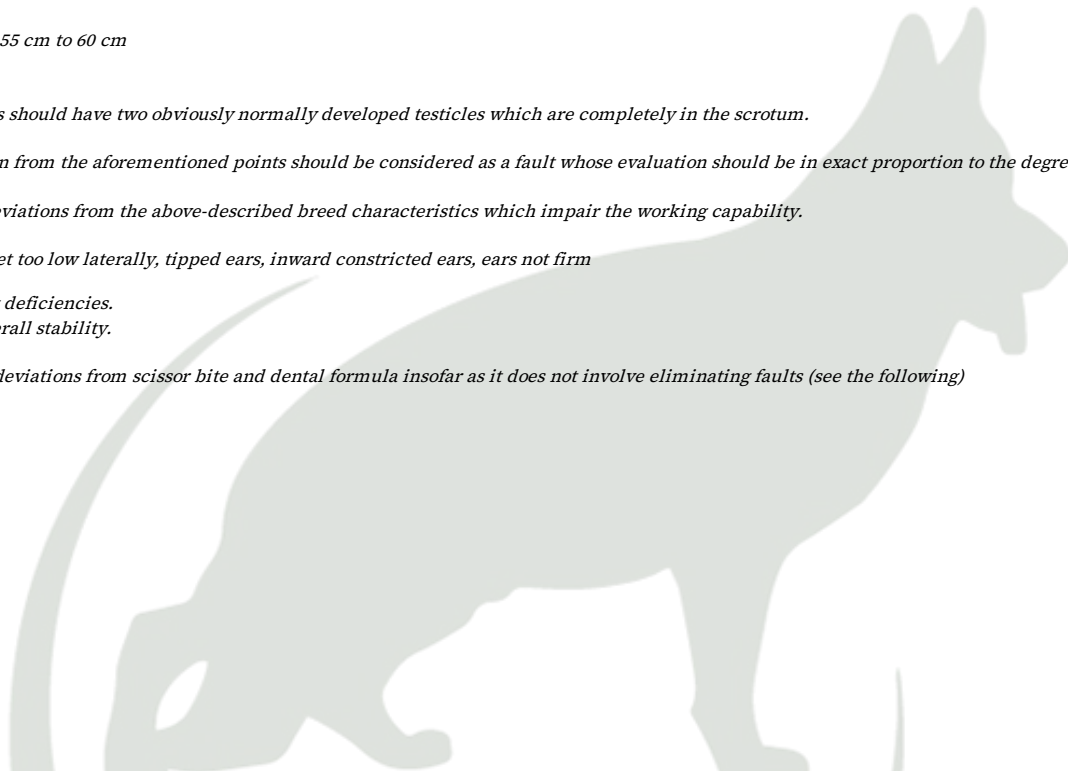 55 cm to 60 cm
s should have two obviously normally developed testicles which are completely in the scrotum.
n from the aforementioned points should be considered as a fault whose evaluation should be in exact proportion to the degre
eviations from the above-described breed characteristics which impair the working capability.
et too low laterally, tipped ears, inward constricted ears, ears not firm
deficiencies.
erall stability.
deviations from scissor bite and dental formula insofar as it does not involve eliminating faults (see the following)